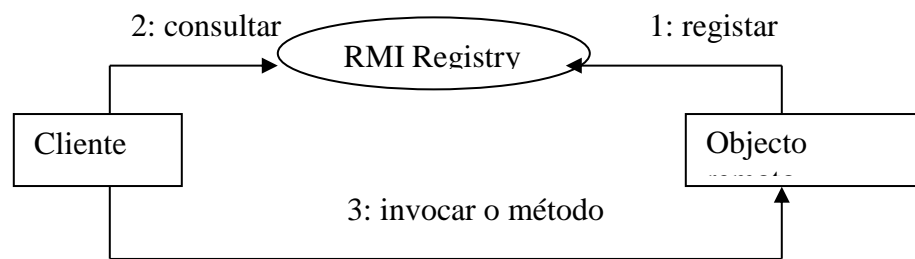 2: consultar
1: registar
RMI Registry
Cliente
Objecto
3: invocar o método